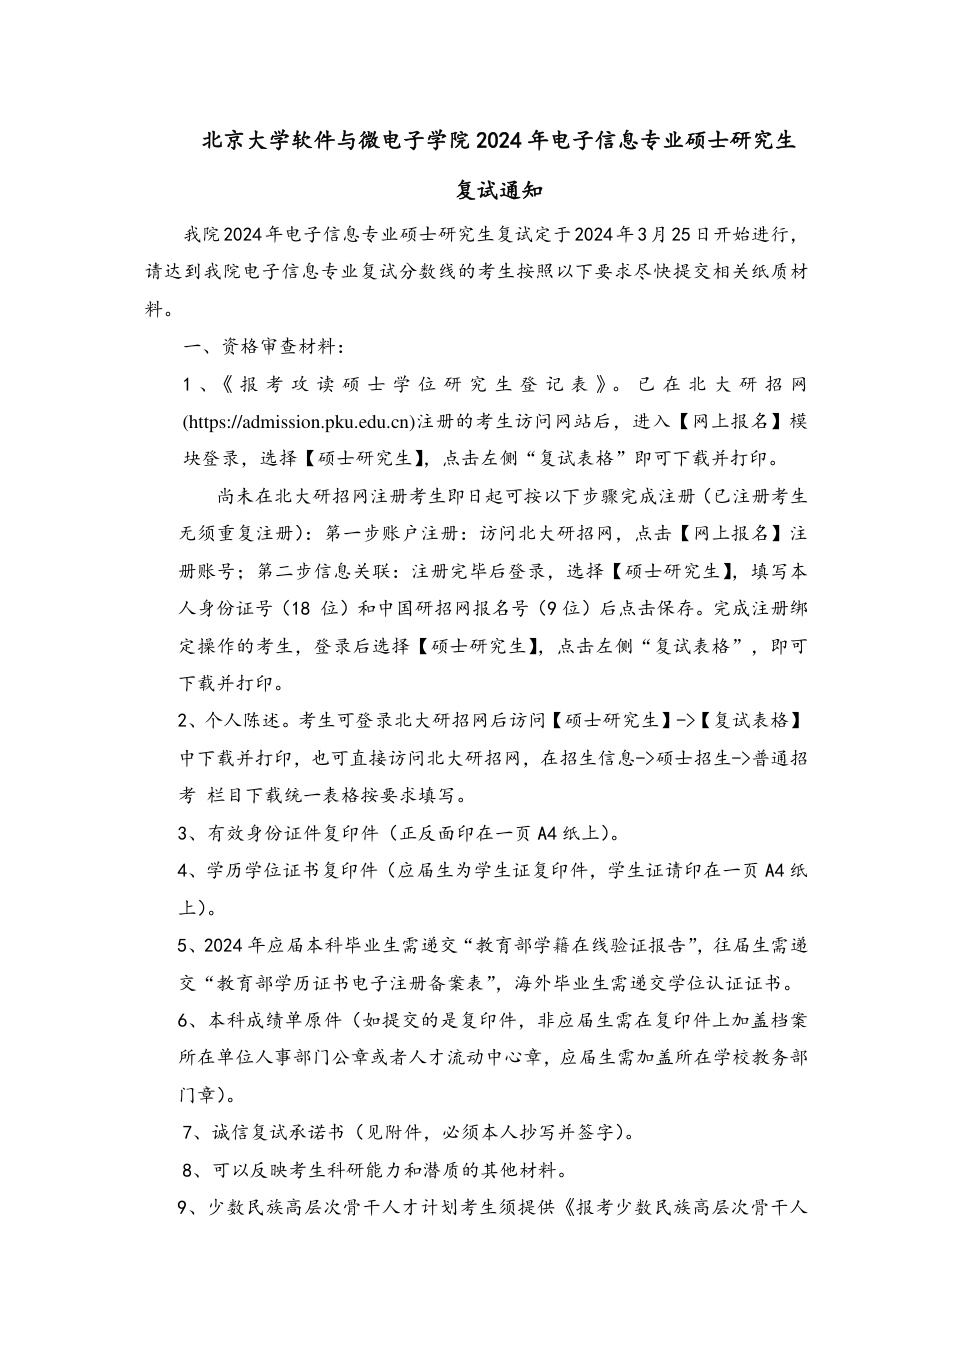 北京大学软件与微电子学院 2024 年电子信息专业硕士研究生
复试通知
我院2024年电子信息专业硕士研究生复试定于2024年3月25日开始进行，
请达到我院电子信息专业复试分数线的考生按照以下要求尽快提交相关纸质材
料。
一、资格审查材料：
1、《报考攻读硕士学位研究生登记表》。已在北大研招网
(https://admission.pku.edu.cn)注册的考生访问网站后，进入【网上报名】模
块登录，选择【硕士研究生】，点击左侧“复试表格”即可下载并打印。
尚未在北大研招网注册考生即日起可按以下步骤完成注册（已注册考生
无须重复注册）：第一步账户注册：访问北大研招网，点击【网上报名】注
册账号；第二步信息关联：注册完毕后登录，选择【硕士研究生】，填写本
人身份证号（18 位）和中国研招网报名号（9位）后点击保存。完成注册绑
定操作的考生，登录后选择【硕士研究生】，点击左侧“复试表格”，即可
下载并打印。
2、个人陈述。考生可登录北大研招网后访问【硕士研究生】->【复试表格】
中下载并打印，也可直接访问北大研招网，在招生信息->硕士招生->普通招
考 栏目下载统一表格按要求填写。
3、有效身份证件复印件（正反面印在一页A4纸上）。
4、学历学位证书复印件（应届生为学生证复印件，学生证请印在一页A4纸
上）。
5、2024年应届本科毕业生需递交“教育部学籍在线验证报告”，往届生需递
交“教育部学历证书电子注册备案表”，海外毕业生需递交学位认证证书。
6、本科成绩单原件（如提交的是复印件，非应届生需在复印件上加盖档案
所在单位人事部门公章或者人才流动中心章，应届生需加盖所在学校教务部
门章）。
7、诚信复试承诺书（见附件，必须本人抄写并签字）。
8、可以反映考生科研能力和潜质的其他材料。
9、少数民族高层次骨干人才计划考生须提供《报考少数民族高层次骨干人